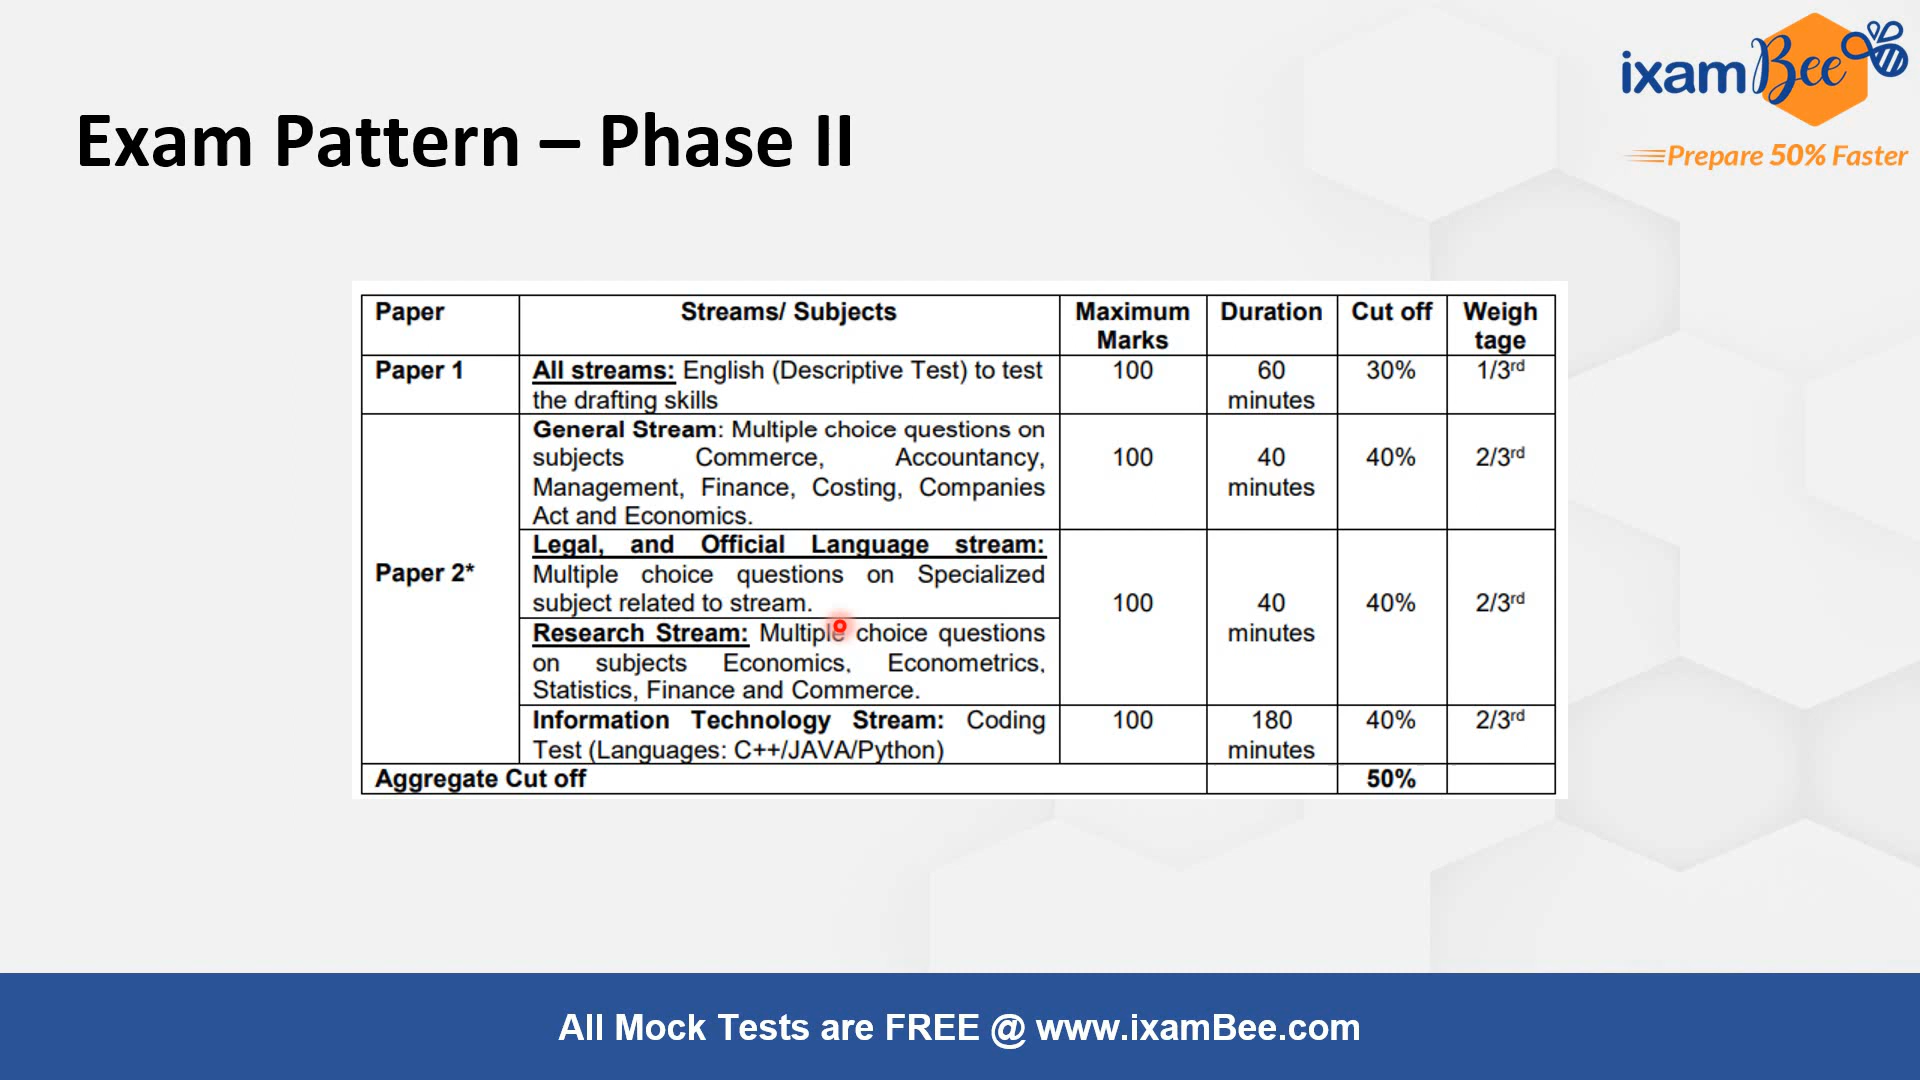 ixamBee
Prepare 50% Faster
Exam Pattern – Phase II
Paper Streams/ Subjects Maximum Marks Duration Cut off Weigh tage
Paper 1 All streams: English (Descriptive Test) to test 100 60 30% 1/3rd
the drafting skills minutes
General Stream: Multiple choice questions on
subjects Commerce, Accountancy, 100 40 40% 2/3rd
Management, Finance, Costing, Companies minutes
Act and Economics.
Legal, and Official Language stream:
Paper 2* Multiple choice questions on Specialized
subject related to stream. 100 40 40% 2/3rd
Research Stream: Multiple choice questions minutes
on subjects Economics, Econometrics,
Statistics, Finance and Commerce.
Information Technology Stream: Coding 100 180 40% 2/3rd
Test (Languages: C++/JAVA/Python) minutes
Aggregate Cut off 50%
All Mock Tests are FREE @ www.ixamBee.com